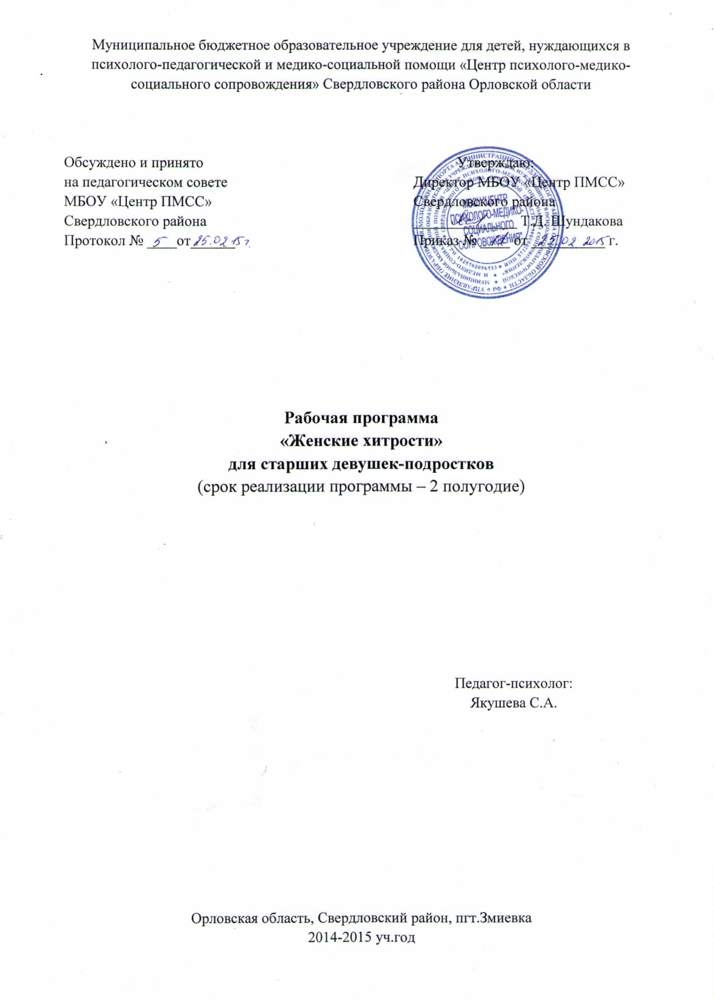 Муниципальное бюджетное образовательное учреждение для детей, нуждающихся в
психолого-педагогической и медико-социальной помощи «Центр психолого-медико-
социального сопровождения» Свердловского района Орловской области
Обсуждено и принято
на педагогическом совете
МБОУ «Центр ПМСС»
Свердловского района
Протокол № 5 от 25.02.15 г.
Утверждаю:
Директор МБОУ «Центр ПМСС»
Свердловского района
Т.Д. Шундакова
Приказ № от 25 02 2015 г.
МБОУ "ЦЕНТР
ПСИХОЛОГО-МЕДИКО-
СОЦИАЛЬНОГО
СОПРОВОЖДЕНИЯ"
Рабочая программа
«Женские хитрости»
для старших девушек-подростков
(срок реализации программы – 2 полугодие)
Педагог-психолог:
Якушева С.А.
Орловская область, Свердловский район, пгт.Змиевка
2014-2015 уч.год